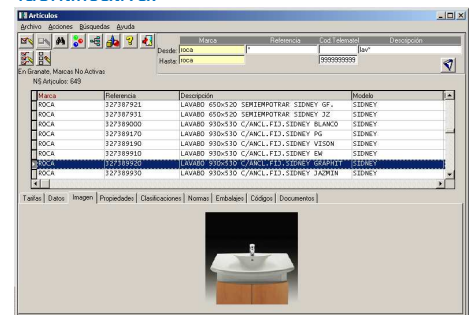 Artículos
Archivo Acciones Búsquedas Ayuda
Marca Referencia Cod.Telematel Descripción
Desde: roca * lav*
Hasta: roca 9999999999
En Granate, Marcas No Activas
Nº Artículos: 649
Marca Referencia Descripción Modelo
ROCA 327387921 LAVABO 650x520 SEMIEMPOTRAR SIDNEY GF. SIDNEY
ROCA 327387931 LAVABO 650x520 SEMIEMPOTRAR SIDNEY JZ SIDNEY
ROCA 327389000 LAVABO 930x530 C/ANCL.FIJ.SIDNEY BLANCO SIDNEY
ROCA 327389170 LAVABO 930x530 C/ANCL.FIJ.SIDNEY PG SIDNEY
ROCA 327389190 LAVABO 930x530 C/ANCL.FIJ.SIDNEY VISON SIDNEY
ROCA 327389910 LAVABO 930x530 C/ANCL.FIJ.SIDNEY EW SIDNEY
ROCA 327389920 LAVABO 930x530 C/ANCL.FIJ.SIDNEY GRAPHIT SIDNEY
ROCA 327389930 LAVABO 930x530 C/ANCL.FIJ.SIDNEY JAZMIN SIDNEY
Tarifas Datos Imagen Propiedades Clasificaciones Normas Embalajes Códigos Documentos